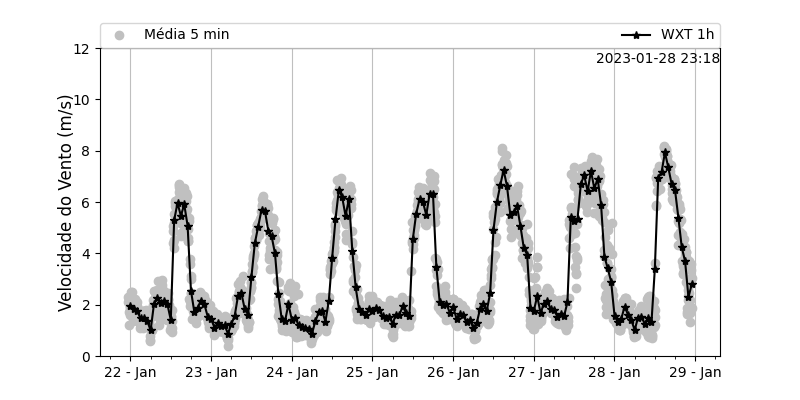 Média 5 min
WXT 1h
2023-01-28 23:18
Velocidade do Vento (m/s)
12
10
8
6
4
2
0
22 - Jan
23 - Jan
24 - Jan
25 - Jan
26 - Jan
27 - Jan
28 - Jan
29 - Jan